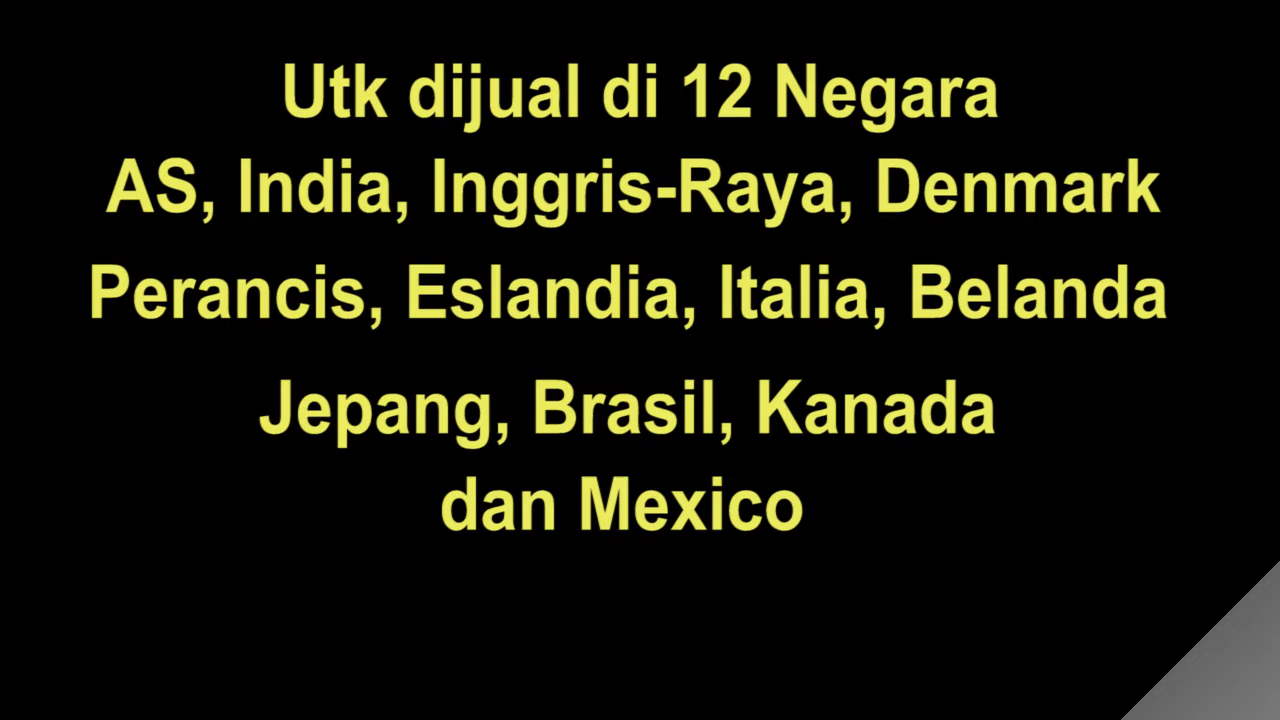 Utk dijual di 12 Negara
AS, India, Inggris-Raya, Denmark
Perancis, Eslandia, Italia, Belanda
Jepang, Brasil, Kanada
dan Mexico